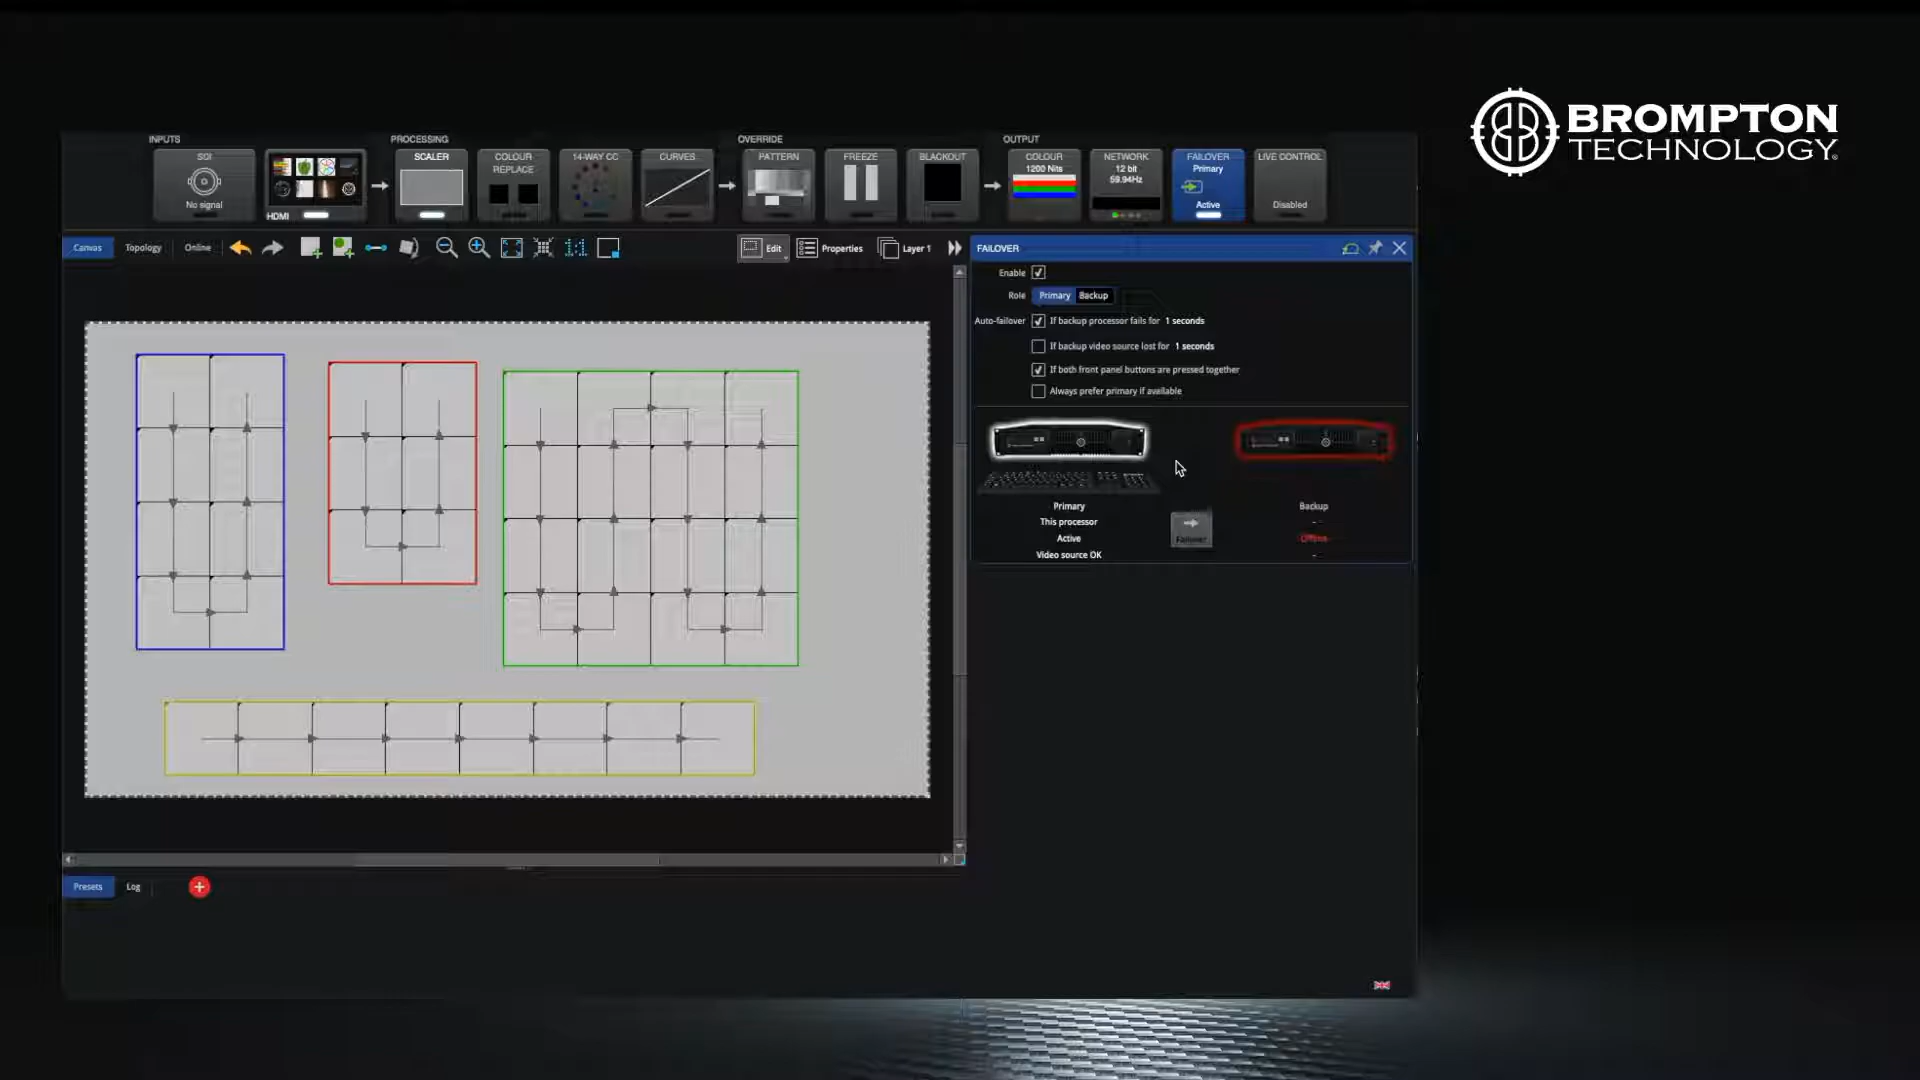 BROMPTON
TECHNOLOGY
INPUTS
PROCESSING
OVERRIDE
OUTPUT
SDI
No signal
HDMI
SCALER
COLOUR
REPLACE
14-WAY CC
CURVES
PATTERN
FREEZE
BLACKOUT
COLOUR
1200 Nits
NETWORK
12 bit
59.94Hz
FAILOVER
Primary
Active
LIVE CONTROL
Disabled
Canvas
Topology
Online
1:1
Edit
Properties
Layer 1
FAILOVER
Enable
Role
Primary
Backup
Auto-failover
If backup processor fails for 1 seconds
If backup video source lost for 1 seconds
If both front panel buttons are pressed together
Always prefer primary if available
Primary
This processor
Active
Video source OK
Failover
Backup
--
Offline
-
Presets
Log